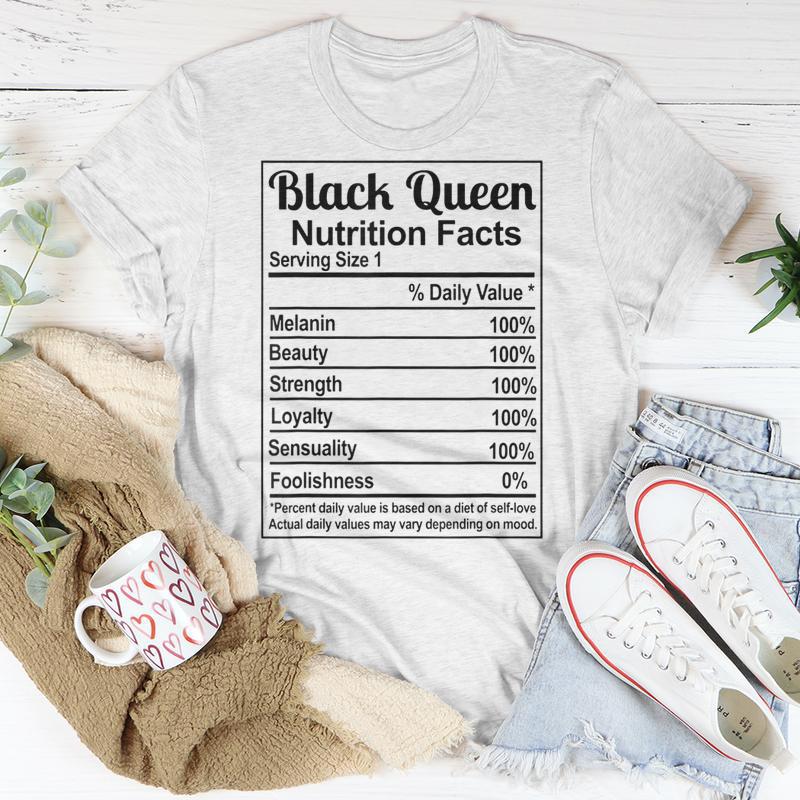 Black Queen
Nutrition Facts
Serving Size 1
% Daily Value *
Melanin 100%
Beauty 100%
Strength 100%
Loyalty 100%
Sensuality 100%
Foolishness 0%
*Percent daily value is based on a diet of self-love
Actual daily values may vary depending on mood.